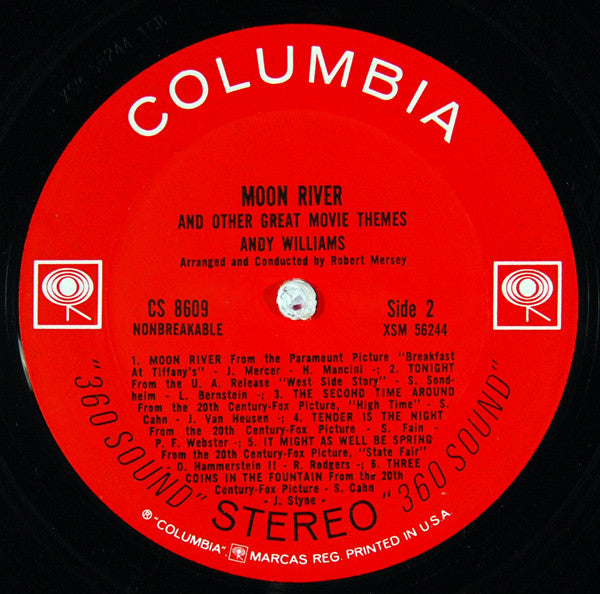 COLUMBIA
MOON RIVER
AND OTHER GREAT MOVIE THEMES
ANDY WILLIAMS
Arranged and Conducted by Robert Mersey
CS 8609
NONBREAKABLE
Side 2
XSM 56244
1. MOON RIVER From the Paramount Picture "Breakfast
At Tiffany's" - J. Mercer - H. Mancini -; 2. TONIGHT
From the U. A. Release "West Side Story" - S. Sond-
heim - L. Bernstein -; 3. THE SECOND TIME AROUND
From the 20th Century-Fox Picture, "High Time" - S.
Cahn - J. Van Heusen -; 4. TENDER IS THE NIGHT
From the 20th Century-Fox Picture - S. Fain -
P. F. Webster -; 5. IT MIGHT AS WELL BE SPRING
From the 20th Century-Fox Picture, "State Fair"
- O. Hammerstein II - R. Rodgers -; 6. THREE
COINS IN THE FOUNTAIN From the 20th
Century-Fox Picture - S. Cahn
- J. Styne -
"360 SOUND"
STEREO
"360 SOUND"
® "COLUMBIA", MARCAS REG. PRINTED IN U.S.A.